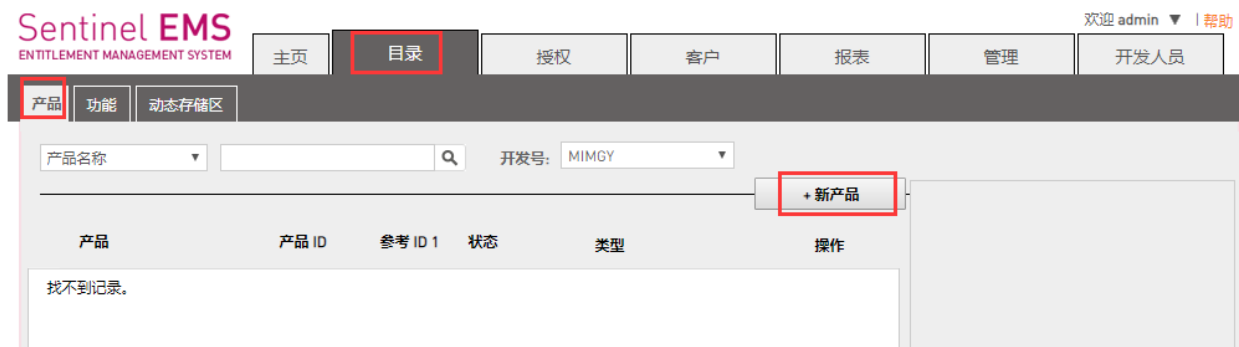 Sentinel EMS
ENTITLEMENT MANAGEMENT SYSTEM
欢迎 admin ▼ | 帮助
主页 目录 授权 客户 报表 管理 开发人员
产品 功能 动态存储区
产品名称 ▼ 开发号: MIMGY ▼
+ 新产品
产品 产品 ID 参考 ID 1 状态 类型 操作
找不到记录。